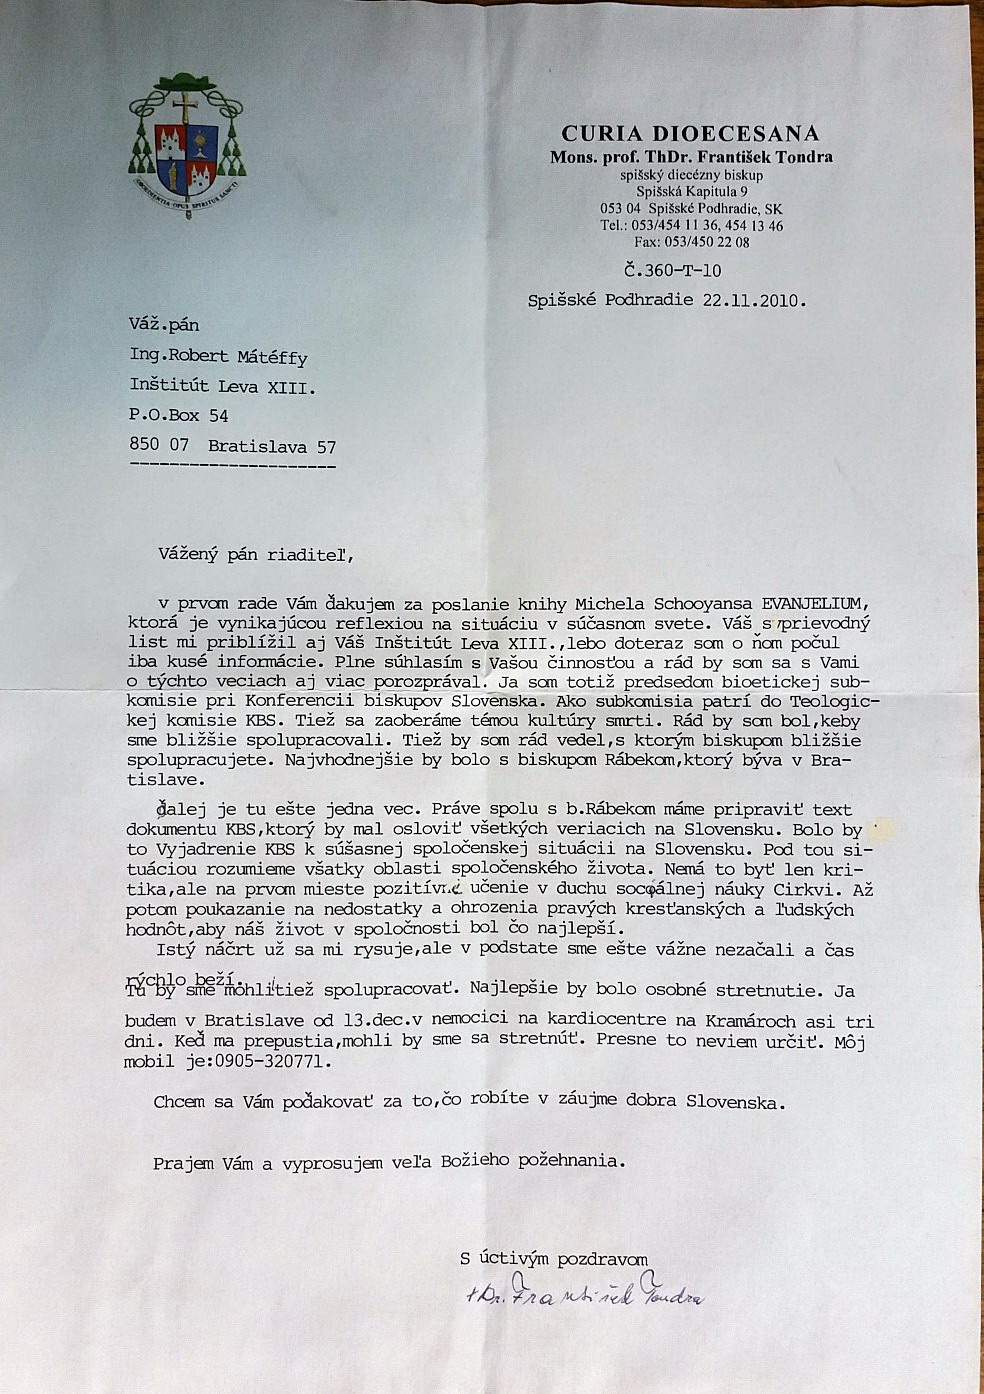 CURIA DIOECESANA
Mons. prof. ThDr. František Tondra
spišský diecézny biskup
Spišská Kapitula 9
053 04 Spišské Podhradie, SK
Tel.: 053/454 11 36, 454 13 46
Fax: 053/450 22 08
OBOEDIENTIA OPUS SPIRITUS SANCTI
Č.360-T-10
Spišské Podhradie 22.11.2010.
Váž.pán
Ing.Robert Mátéffy
Inštitút Leva XIII.
P.O.Box 54
850 07 Bratislava 57
---------------------
Vážený pán riaditeľ,
v prvom rade Vám ďakujem za poslanie knihy Michela Schooyansa EVANJELIUM,
ktorá je vynikajúcou reflexiou na situáciu v súčasnom svete. Váš sprievodný
list mi priblížil aj Váš Inštitút Leva XIII.,lebo doteraz som o ňom počul
iba kusé informácie. Plne súhlasím s Vašou činnosťou a rád by som sa s Vami
o týchto veciach aj viac porozprával. Ja som totiž predsedom bioetickej sub-
komisie pri Konferencii biskupov Slovenska. Ako subkomisia patrí do Teologic-
kej komisie KBS. Tiež sa zaoberáme témou kultúry smrti. Rád by som bol,keby
sme bližšie spolupracovali. Tiež by som rád vedel,s ktorým biskupom bližšie
spolupracujete. Najvhodnejšie by bolo s biskupom Rábekom,ktorý býva v Bra-
tislave.
ďalej je tu ešte jedna vec. Práve spolu s b.Rábekom máme pripraviť text
dokumentu KBS,ktorý by mal osloviť všetkých veriacich na Slovensku. Bolo by
to Vyjadrenie KBS k súšasnej spoločenskej situácii na Slovensku. Pod tou si-
tuáciou rozumieme všatky oblasti spoločenského života. Nemá to byť len kri-
tika,ale na prvom mieste pozitívne učenie v duchu sociálnej náuky Cirkvi. Až
potom poukazanie na nedostatky a ohrozenia pravých kresťanských a ľudských
hodnôt,aby náš život v spoločnosti bol čo najlepší.
Istý náčrt už sa mi rysuje,ale v podstate sme ešte vážne nezačali a čas
rýchlo beží.
Tu by sme mohli tiež spolupracovať. Najlepšie by bolo osobné stretnutie. Ja
budem v Bratislave od 13.dec.v nemocici na kardiocentre na Kramároch asi tri
dni. Keď ma prepustia,mohli by sme sa stretnúť. Presne to neviem určiť. Môj
mobil je:0905-320771.
Chcem sa Vám poďakovať za to,čo robíte v záujme dobra Slovenska.
Prajem Vám a vyprosujem veľa Božieho požehnania.
S úctivým pozdravom
+Dr. František Tondra